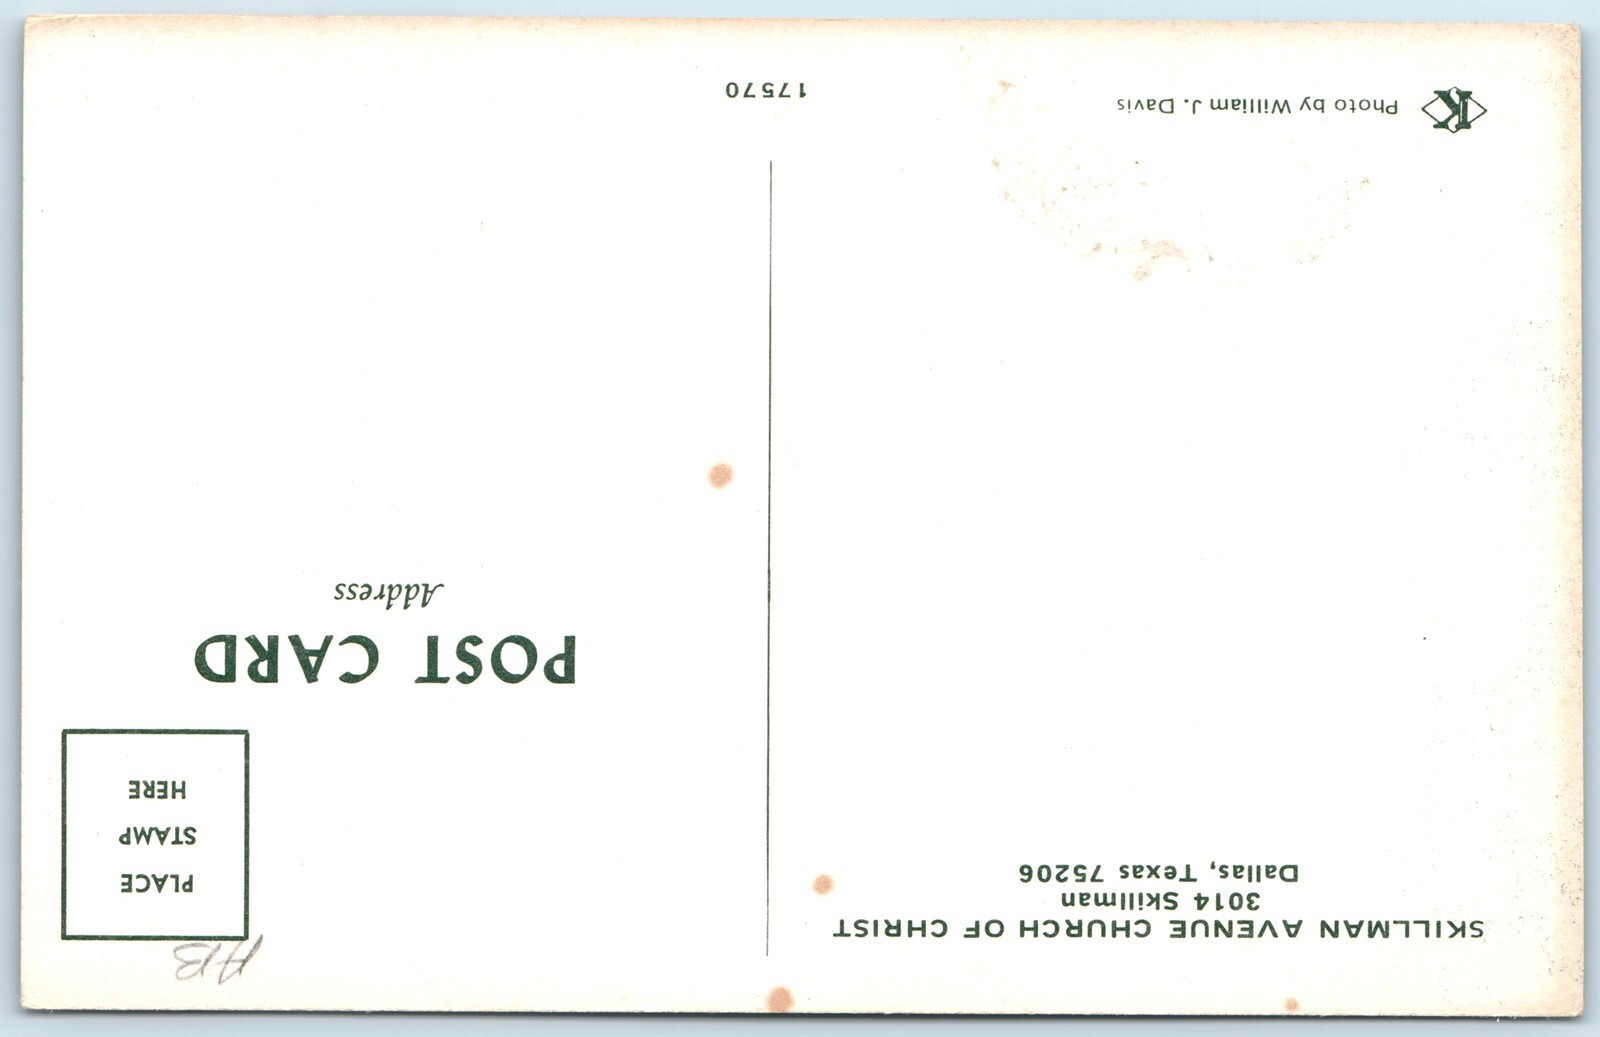 SKILLMAN AVENUE CHURCH OF CHRIST
3014 Skillman
Dallas, Texas 75206
AB
PLACE
STAMP
HERE
POST CARD
Address
K
Photo by William J. Davis
17570